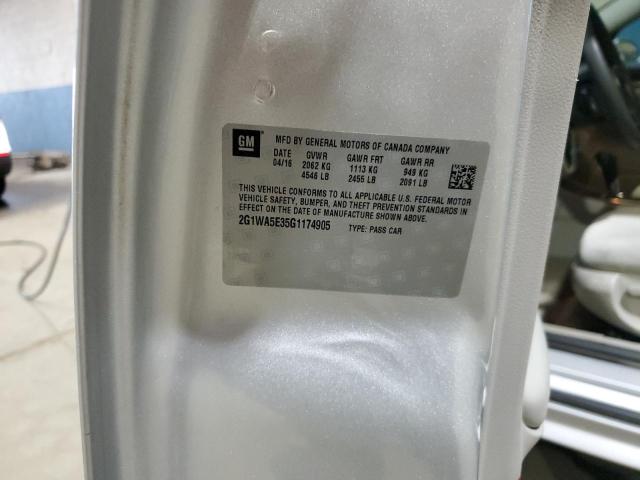 GM
MFD BY GENERAL MOTORS OF CANADA COMPANY
DATE GVWR GAWR FRT GAWR RR
04/16 2062 KG 1113 KG 949 KG
4546 LB 2455 LB 2091 LB
THIS VEHICLE CONFORMS TO ALL APPLICABLE U.S. FEDERAL MOTOR
VEHICLE SAFETY, BUMPER, AND THEFT PREVENTION STANDARDS IN
EFFECT ON THE DATE OF MANUFACTURE SHOWN ABOVE.
2G1WA5E35G1174905 TYPE: PASS CAR